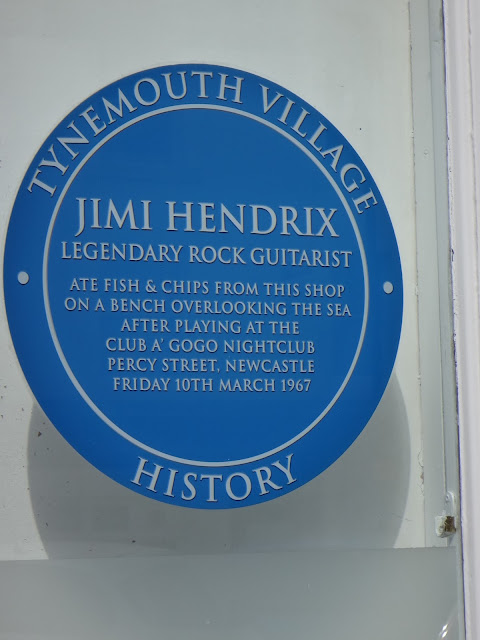 TYNEMOUTH VILLAGE
JIMI HENDRIX
LEGENDARY ROCK GUITARIST
ATE FISH & CHIPS FROM THIS SHOP
ON A BENCH OVERLOOKING THE SEA
AFTER PLAYING AT THE
CLUB A' GOGO NIGHTCLUB
PERCY STREET, NEWCASTLE
FRIDAY 10TH MARCH 1967
HISTORY